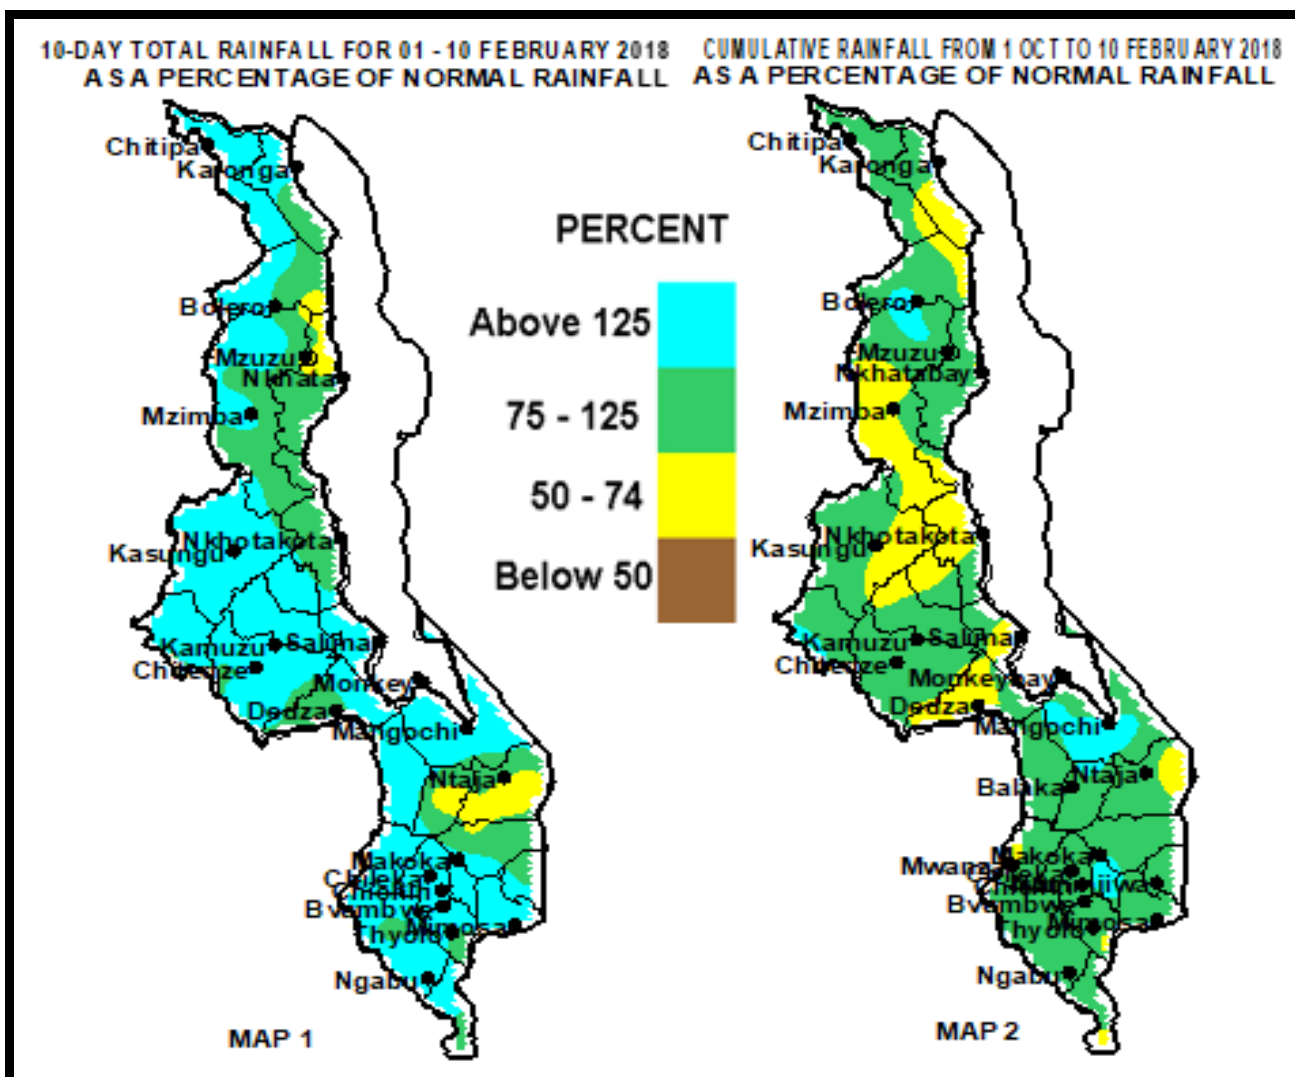 10-DAY TOTAL RAINFALL FOR 01 - 10 FEBRUARY 2018
AS A PERCENTAGE OF NORMAL RAINFALL
CUMULATIVE RAINFALL FROM 1 OCT TO 10 FEBRUARY 2018
AS A PERCENTAGE OF NORMAL RAINFALL
Chitipa
Karonga
Bolero
Mzuzu
Nkhata
Mzimba
Nkhotakota
Kasungu
Kamuzu
Salima
Chitedze
Monkey
Dedza
Mangochi
Ntaja
Makoka
Chileka
Chichiri
Bvumbwe
Mimosa
Thyolo
Ngabu
MAP 1
PERCENT
Above 125
75 - 125
50 - 74
Below 50
Chitipa
Karonga
Bolero
Mzuzu
Nkhatabay
Mzimba
Nkhotakota
Kasungu
Kamuzu
Salima
Chitedze
Monkeybay
Dedza
Mangochi
Ntaja
Balaka
Makoka
Mwanza
Chileka
Bvumbwe
Mimosa
Thyolo
Ngabu
MAP 2